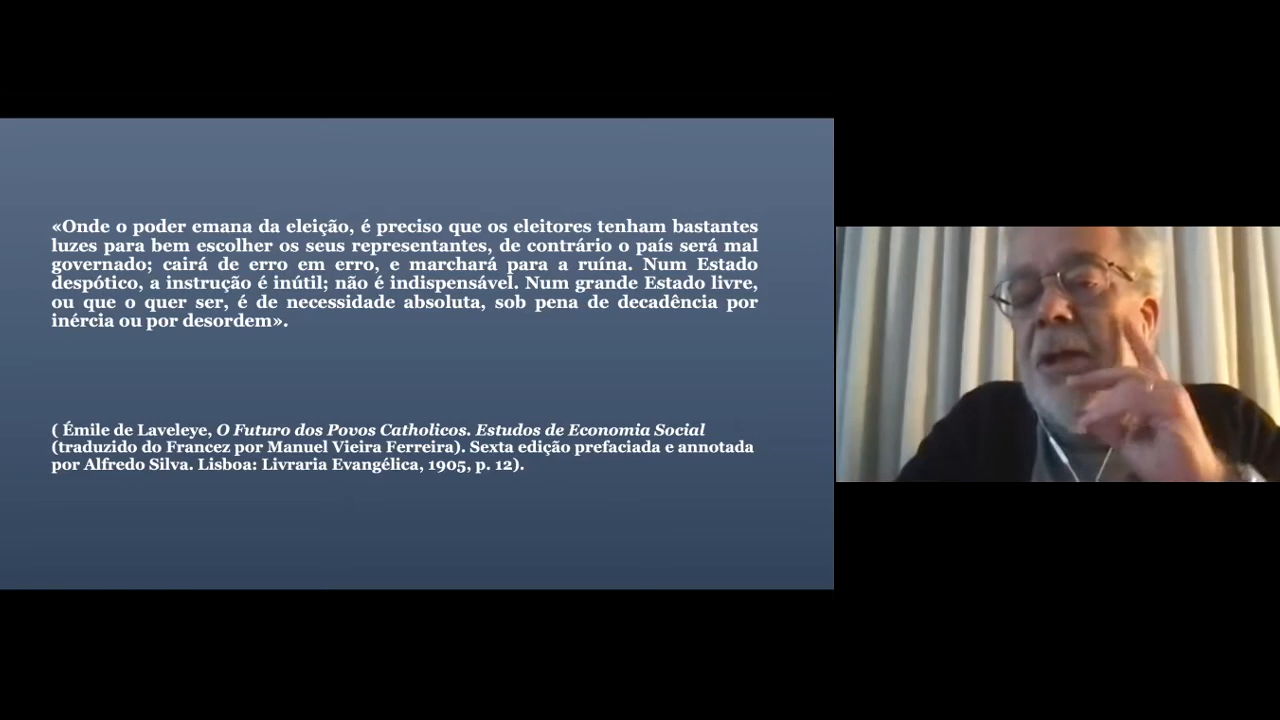 «Onde o poder emana da eleição, é preciso que os eleitores tenham bastantes
luzes para bem escolher os seus representantes, de contrário o país será mal
governado; cairá de erro em erro, e marchará para a ruína. Num Estado
despótico, a instrução é inútil; não é indispensável. Num grande Estado livre,
ou que o quer ser, é de necessidade absoluta, sob pena de decadência por
inércia ou por desordem».
( Émile de Laveleye, O Futuro dos Povos Catholicos. Estudos de Economia Social
(traduzido do Francez por Manuel Vieira Ferreira). Sexta edição prefaciada e annotada
por Alfredo Silva. Lisboa: Livraria Evangélica, 1905, p. 12).